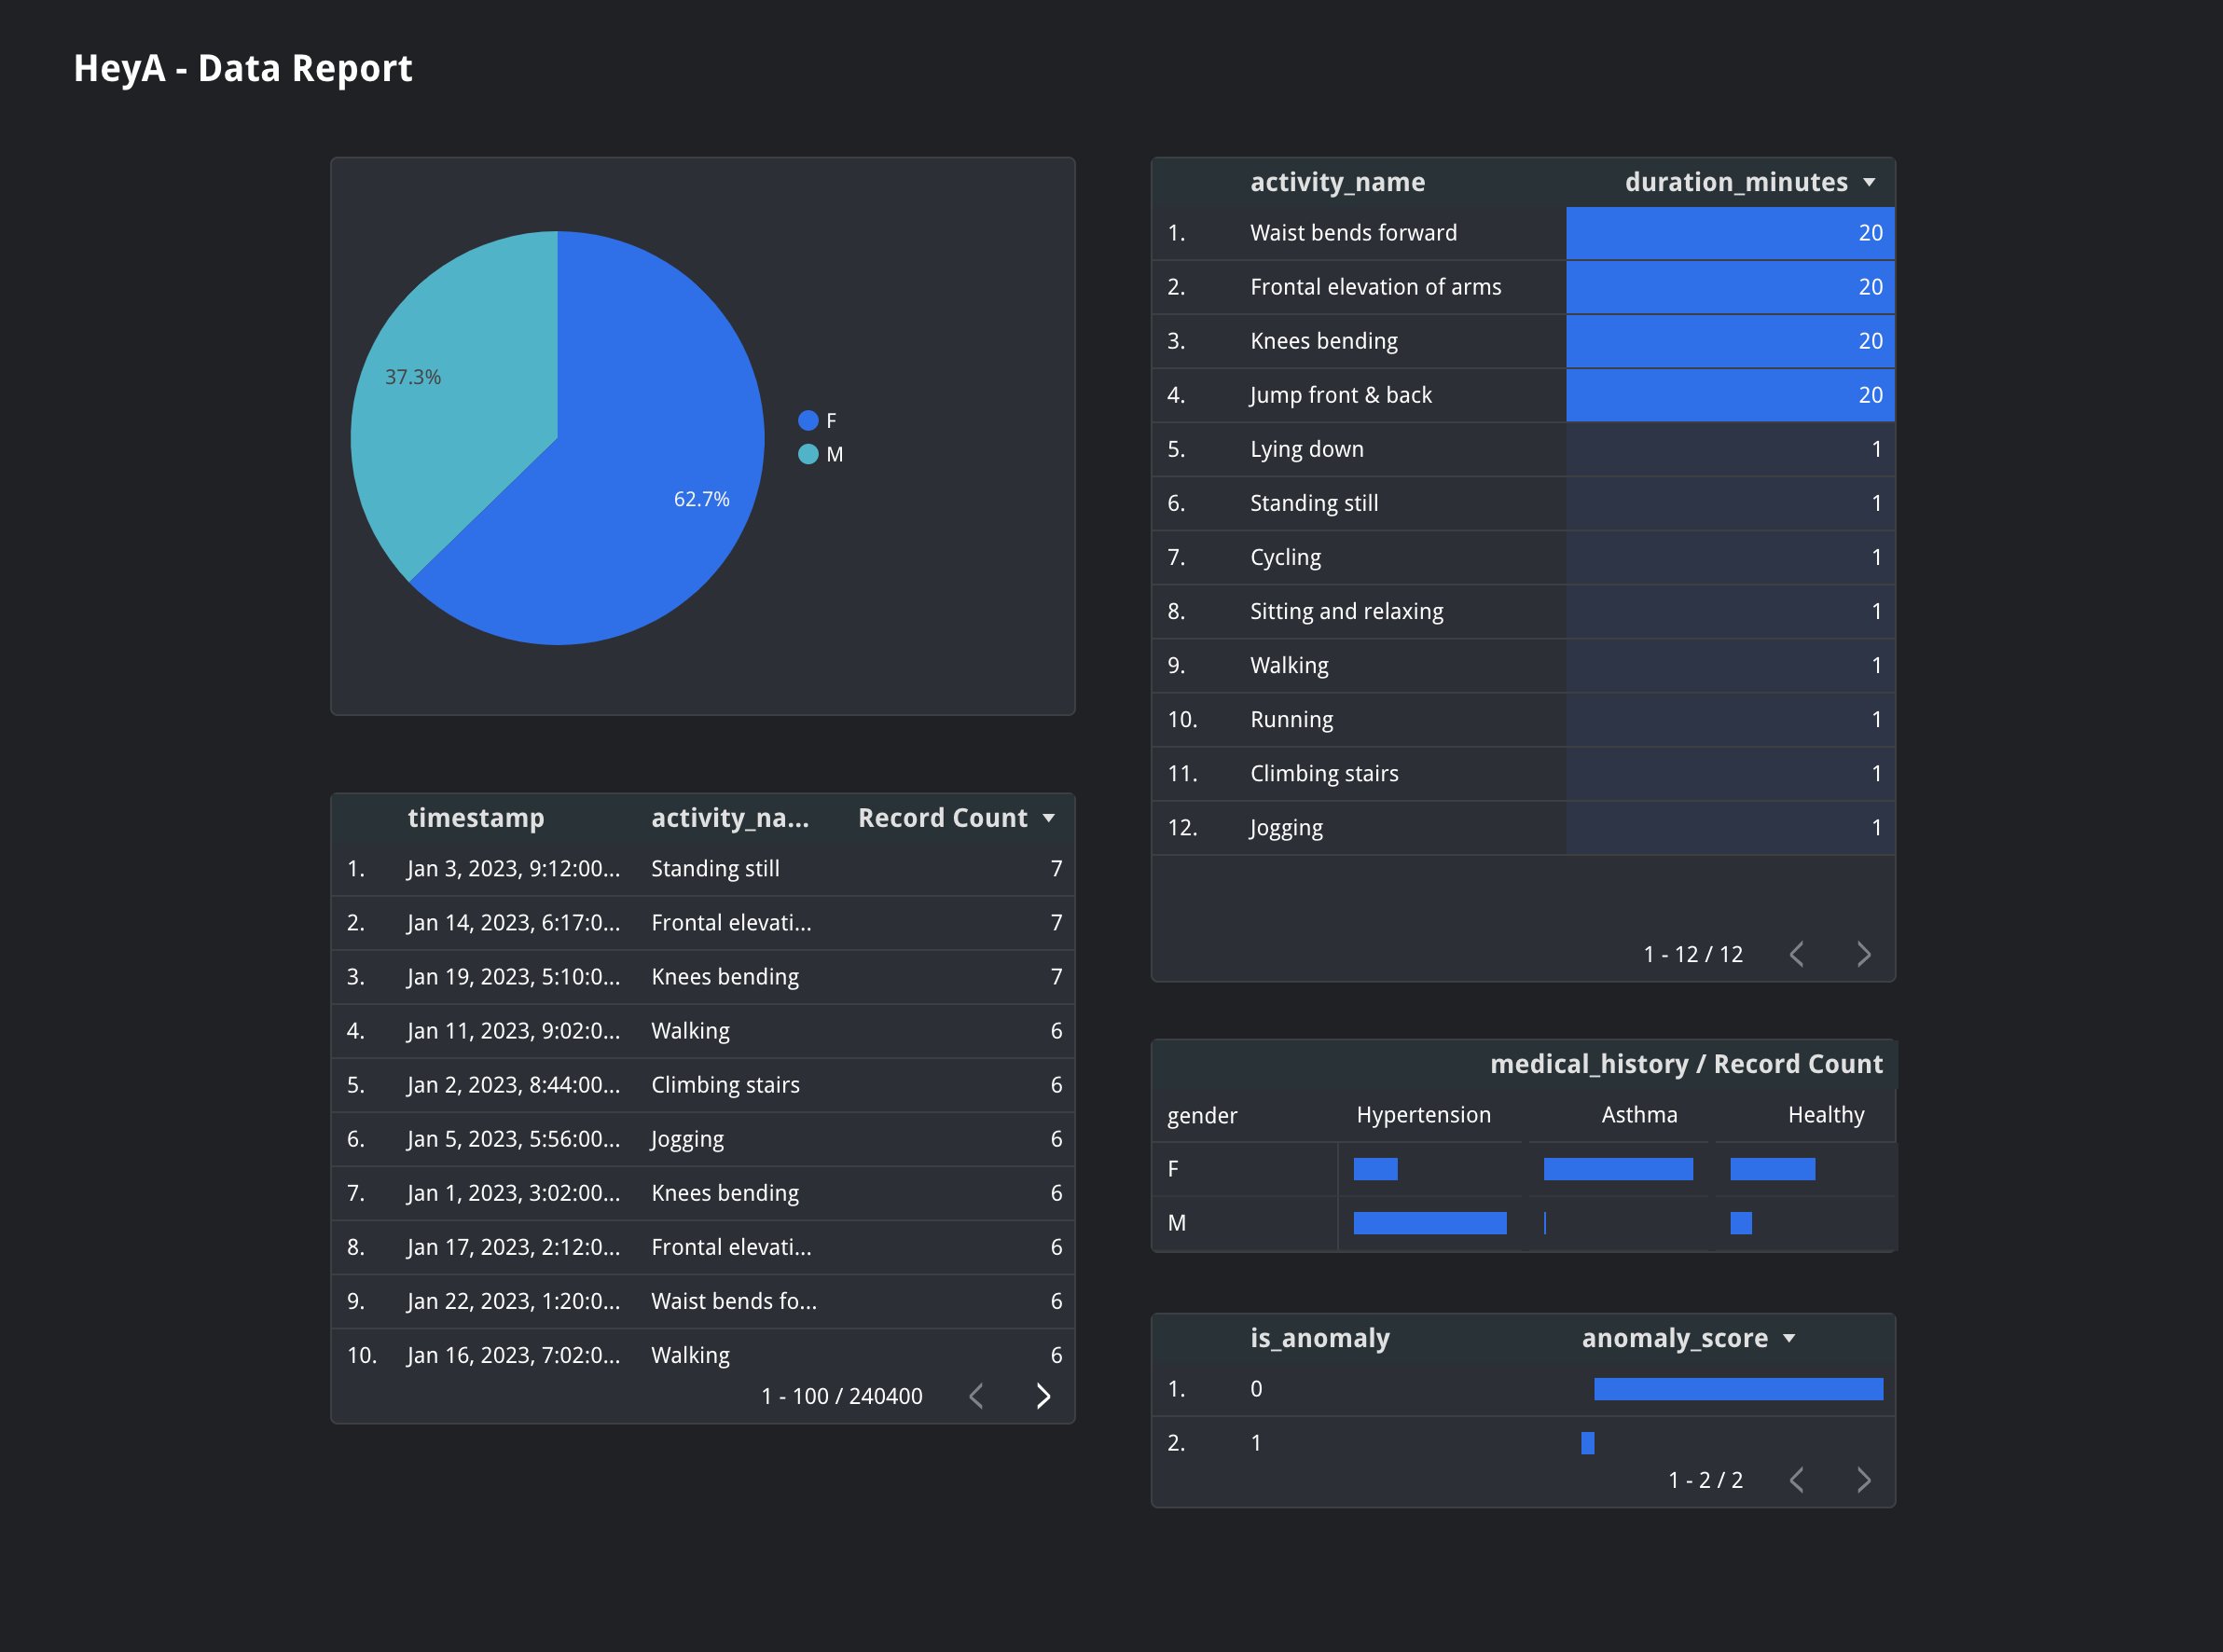 HeyA - Data Report
37.3%
62.7%
F
M
activity_name duration_minutes
1. Waist bends forward 20
2. Frontal elevation of arms 20
3. Knees bending 20
4. Jump front & back 20
5. Lying down 1
6. Standing still 1
7. Cycling 1
8. Sitting and relaxing 1
9. Walking 1
10. Running 1
11. Climbing stairs 1
12. Jogging 1
1 - 12 / 12
timestamp activity_na... Record Count
1. Jan 3, 2023, 9:12:00... Standing still 7
2. Jan 14, 2023, 6:17:0... Frontal elevati... 7
3. Jan 19, 2023, 5:10:0... Knees bending 7
4. Jan 11, 2023, 9:02:0... Walking 6
5. Jan 2, 2023, 8:44:00... Climbing stairs 6
6. Jan 5, 2023, 5:56:00... Jogging 6
7. Jan 1, 2023, 3:02:00... Knees bending 6
8. Jan 17, 2023, 2:12:0... Frontal elevati... 6
9. Jan 22, 2023, 1:20:0... Waist bends fo... 6
10. Jan 16, 2023, 7:02:0... Walking 6
1 - 100 / 240400
medical_history / Record Count
gender Hypertension Asthma Healthy
F
M
is_anomaly anomaly_score
1. 0
2. 1
1 - 2 / 2